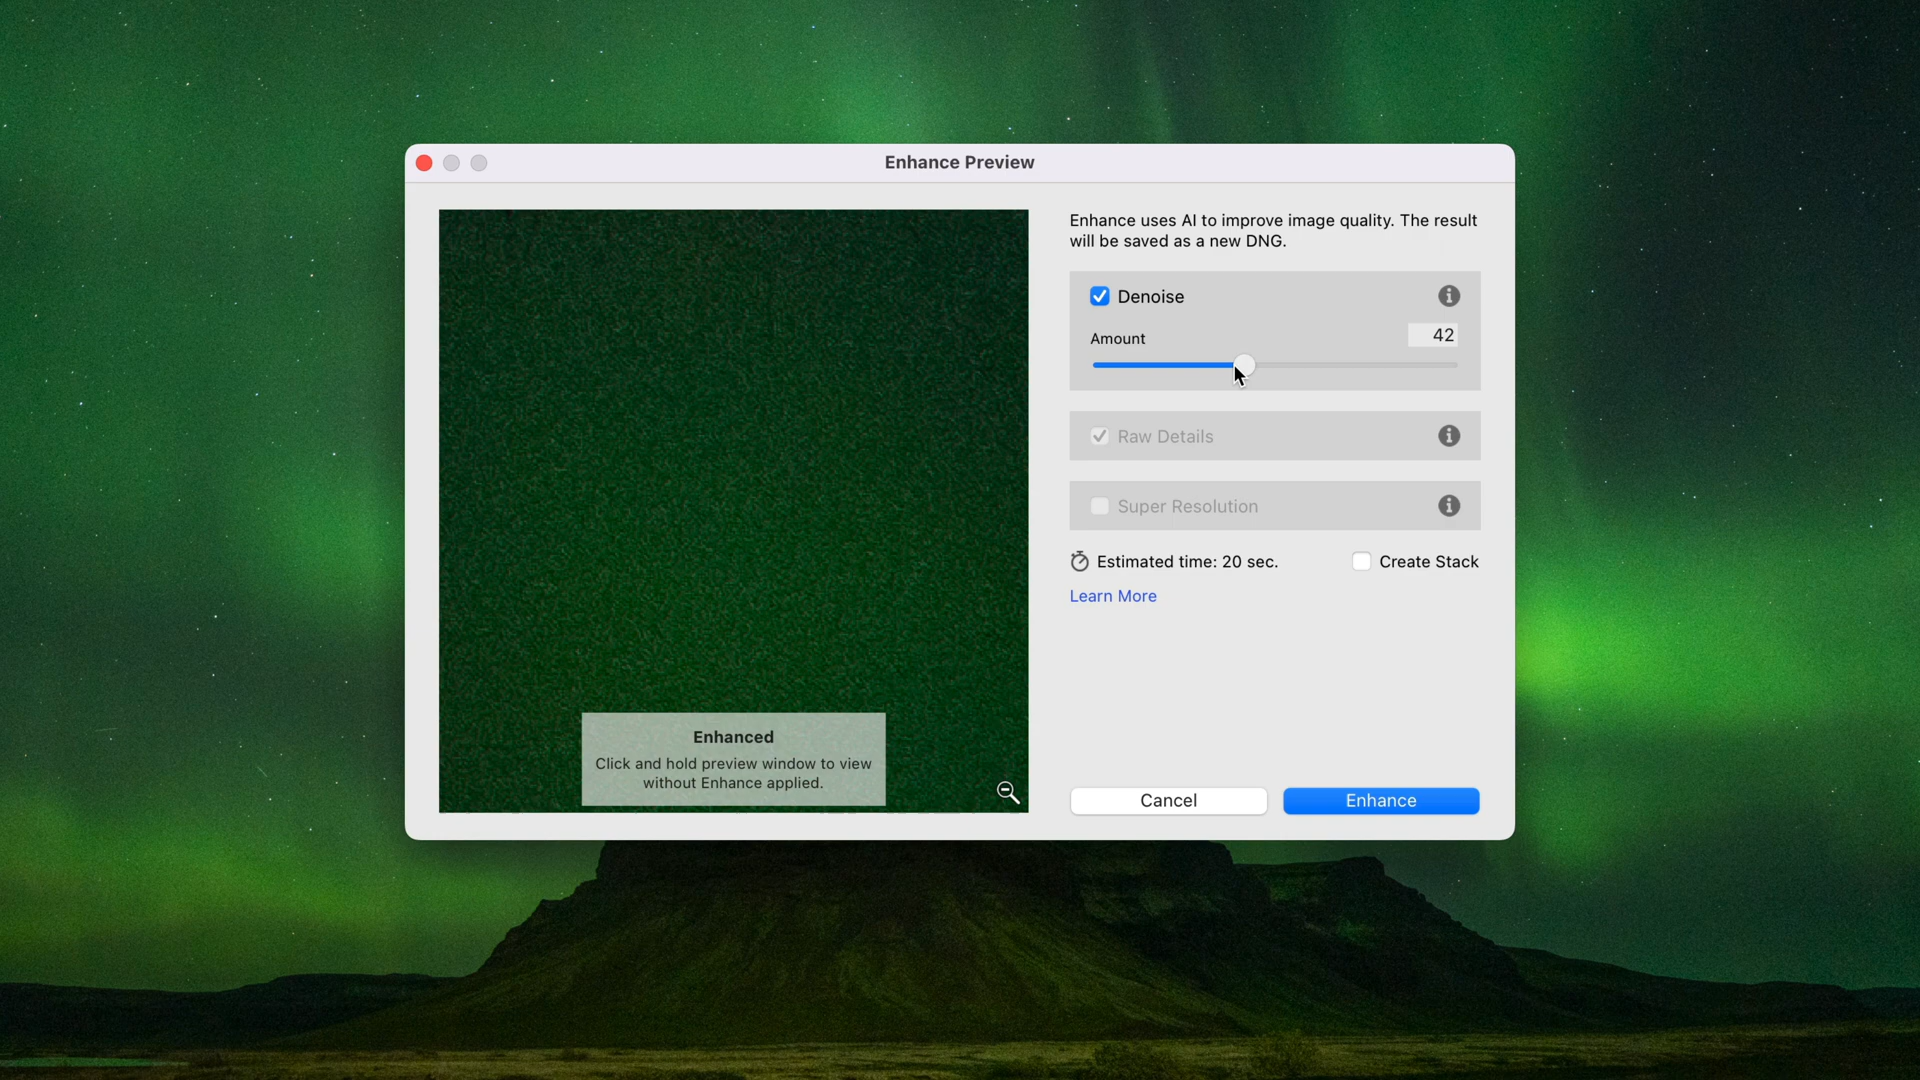 Enhance Preview
Enhance uses AI to improve image quality. The result
will be saved as a new DNG.
Denoise
Amount
42
Raw Details
Super Resolution
Estimated time: 20 sec.
Create Stack
Learn More
Enhanced
Click and hold preview window to view
without Enhance applied.
Cancel
Enhance